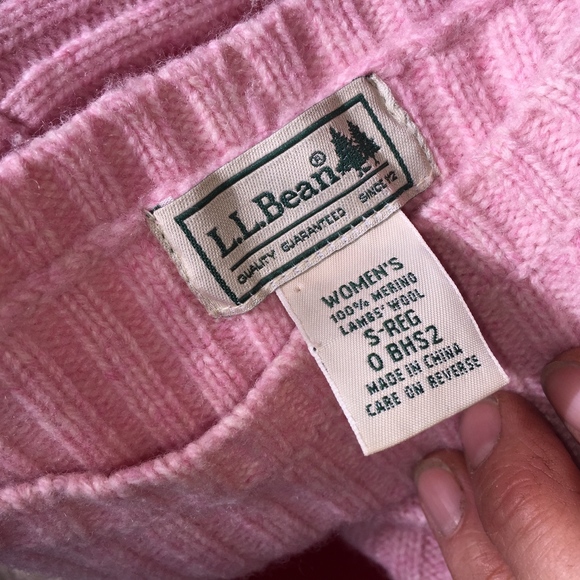 L.L.Bean®
QUALITY GUARANTEED SINCE 1912
WOMEN'S
100% MERINO
LAMBS' WOOL
S-REG
0 BHS2
MADE IN CHINA
CARE ON REVERSE